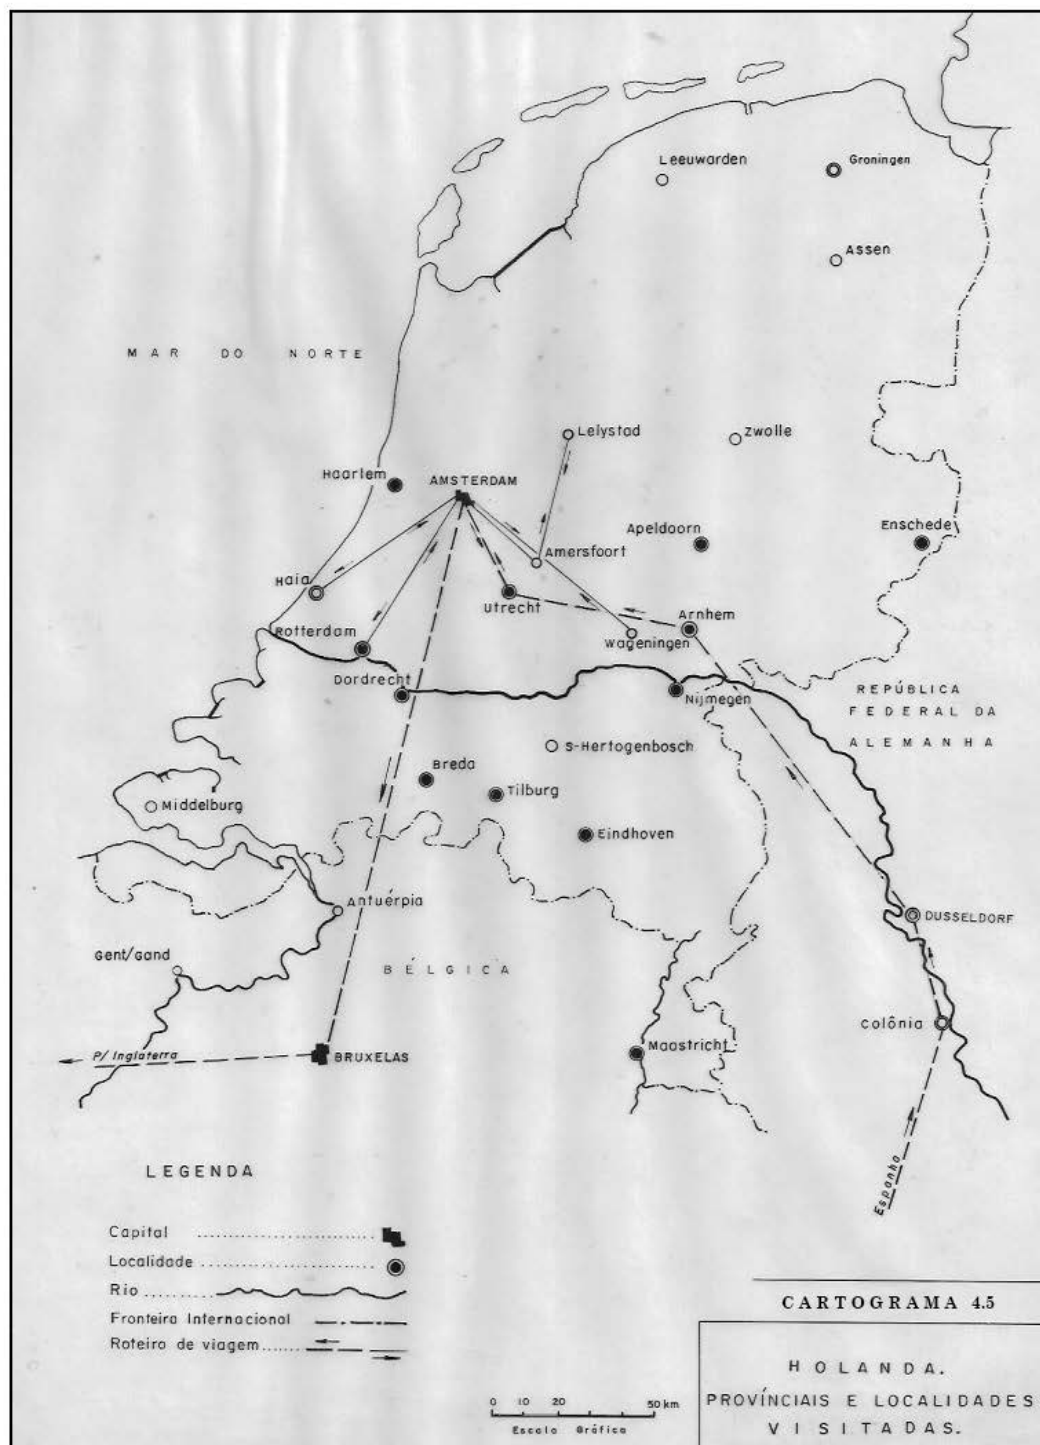 Leeuwarden
Groningen
Assen
MAR DO NORTE
Lelystad
Zwolle
Haarlem
AMSTERDAM
Apeldoorn
Enschede
Amersfoort
Haia
Utrecht
Arnhem
Rotterdam
Wageningen
Dordrecht
Nijmegen
REPÚBLICA
FEDERAL DA
ALEMANHA
S-Hertogenbosch
Breda
Tilburg
Middelburg
Eindhoven
Antuérpia
DUSSELDORF
Gent/Gand
BÉLGICA
Colônia
P/ Inglaterra
BRUXELAS
Maastricht
Espanha
LEGENDA
Capital
Localidade
Rio
Fronteira Internacional
Roteiro de viagem
CARTOGRAMA 4.5
HOLANDA.
PROVÍNCIAIS E LOCALIDADES
VISITADAS.
0 10 20 50 km
Escala Gráfica